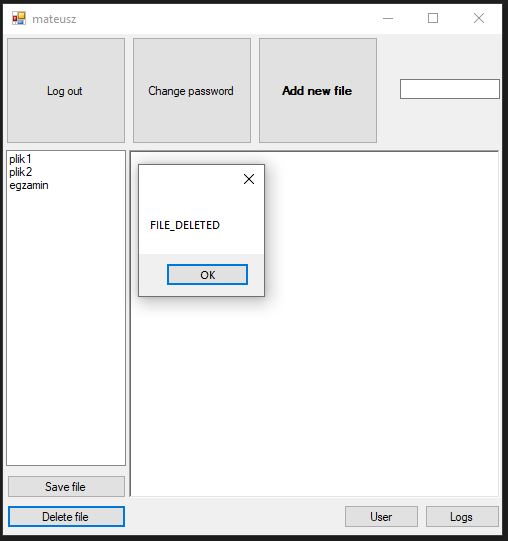 mateusz
Log out
Change password
Add new file
plik1
plik2
egzamin
FILE_DELETED
OK
Save file
Delete file
User
Logs